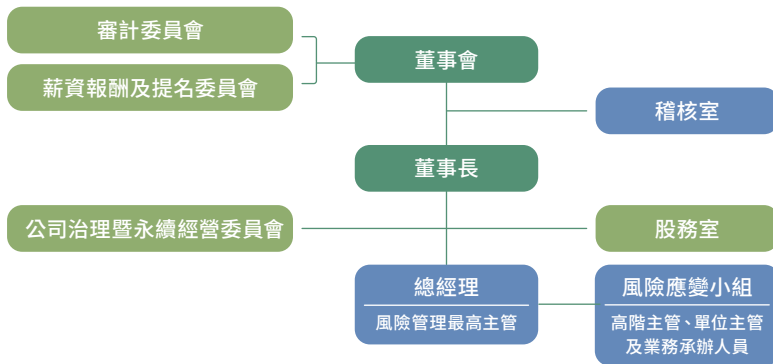 審計委員會
董事會
薪資報酬及提名委員會
稽核室
董事長
公司治理暨永續經營委員會
股務室
總經理
風險管理最高主管
風險應變小組
高階主管、單位主管
及業務承辦人員